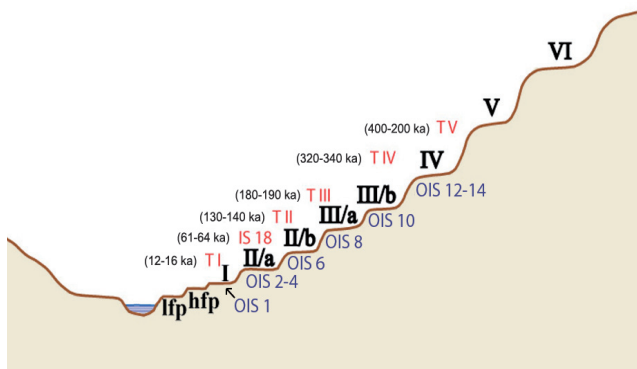 VI
V
(400-200 ka) T V
(320-340 ka) T IV
IV
OIS 12-14
(180-190 ka) T III
III/b
OIS 10
(130-140 ka) T II
III/a
OIS 8
(61-64 ka) IS 18
II/b
OIS 6
(12-16 ka) T I
II/a
OIS 2-4
I
OIS 1
hfp
lfp